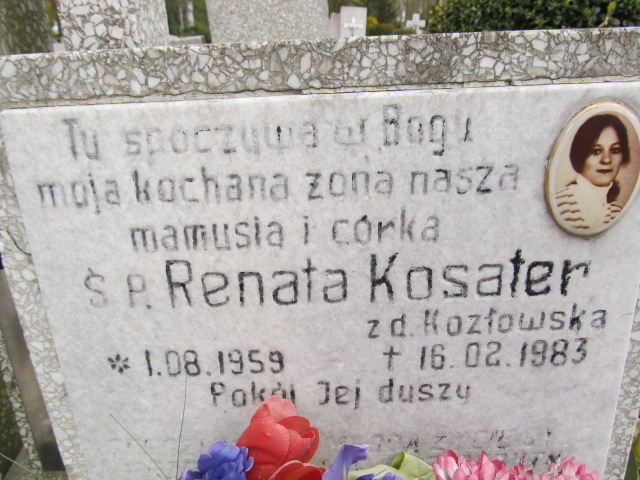 Tu spoczywa w Bogu
moja kochana żona nasza
mamusia i córka
Ś. P. Renata Kosater
zd. Kozłowska
* 1.08.1959 † 16.02.1983
Pokój Jej duszy